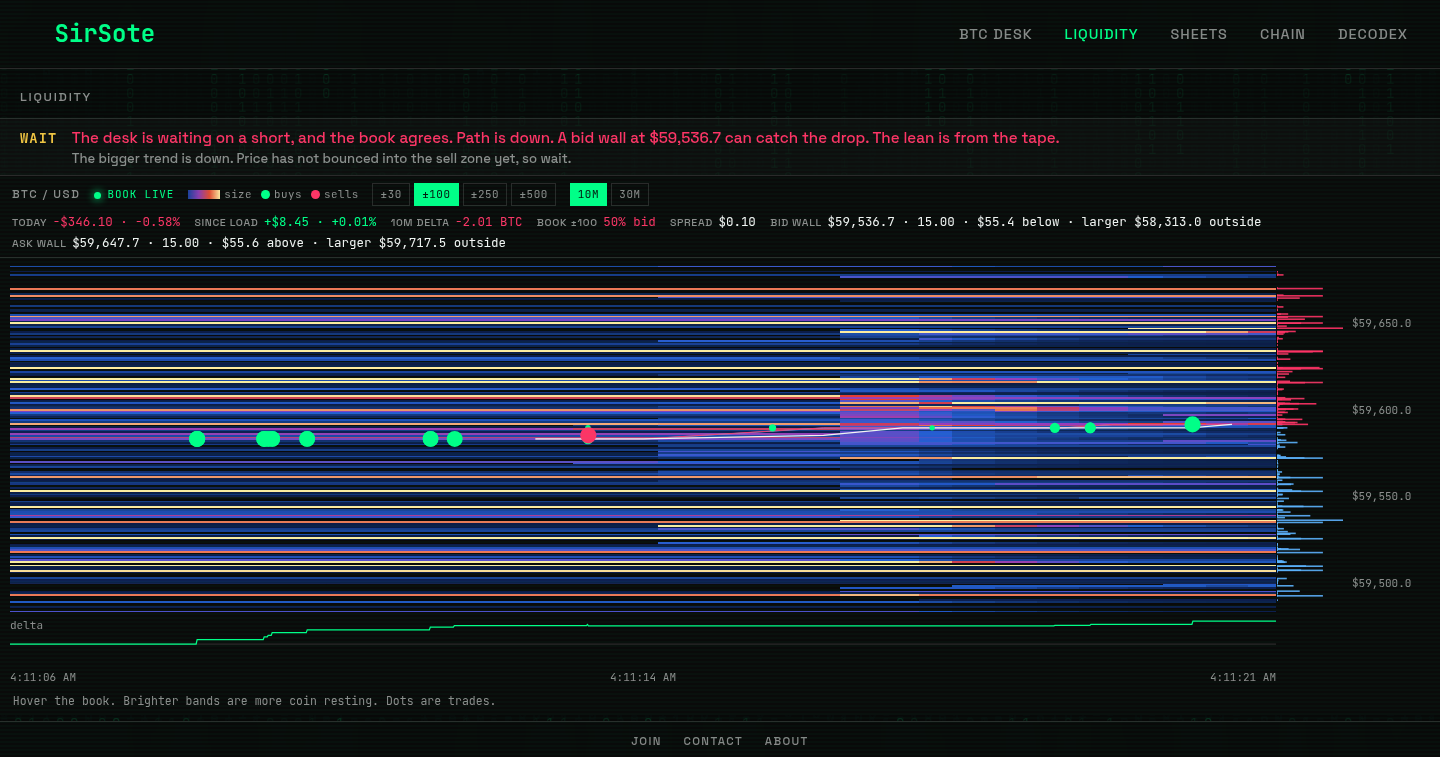 SirSote
BTC DESK LIQUIDITY SHEETS CHAIN DECODEX
LIQUIDITY
WAIT The desk is waiting on a short, and the book agrees. Path is down. A bid wall at $59,536.7 can catch the drop. The lean is from the tape.
The bigger trend is down. Price has not bounced into the sell zone yet, so wait.
BTC / USD BOOK LIVE size buys sells ±30 ±100 ±250 ±500 10M 30M
TODAY -$346.10 · -0.58% SINCE LOAD +$8.45 · +0.01% 10M DELTA -2.01 BTC BOOK ±100 50% bid SPREAD $0.10 BID WALL $59,536.7 · 15.00 · $55.4 below · larger $58,313.0 outside
ASK WALL $59,647.7 · 15.00 · $55.6 above · larger $59,717.5 outside
$59,650.0
$59,600.0
$59,550.0
$59,500.0
delta
4:11:06 AM 4:11:14 AM 4:11:21 AM
Hover the book. Brighter bands are more coin resting. Dots are trades.
JOIN CONTACT ABOUT